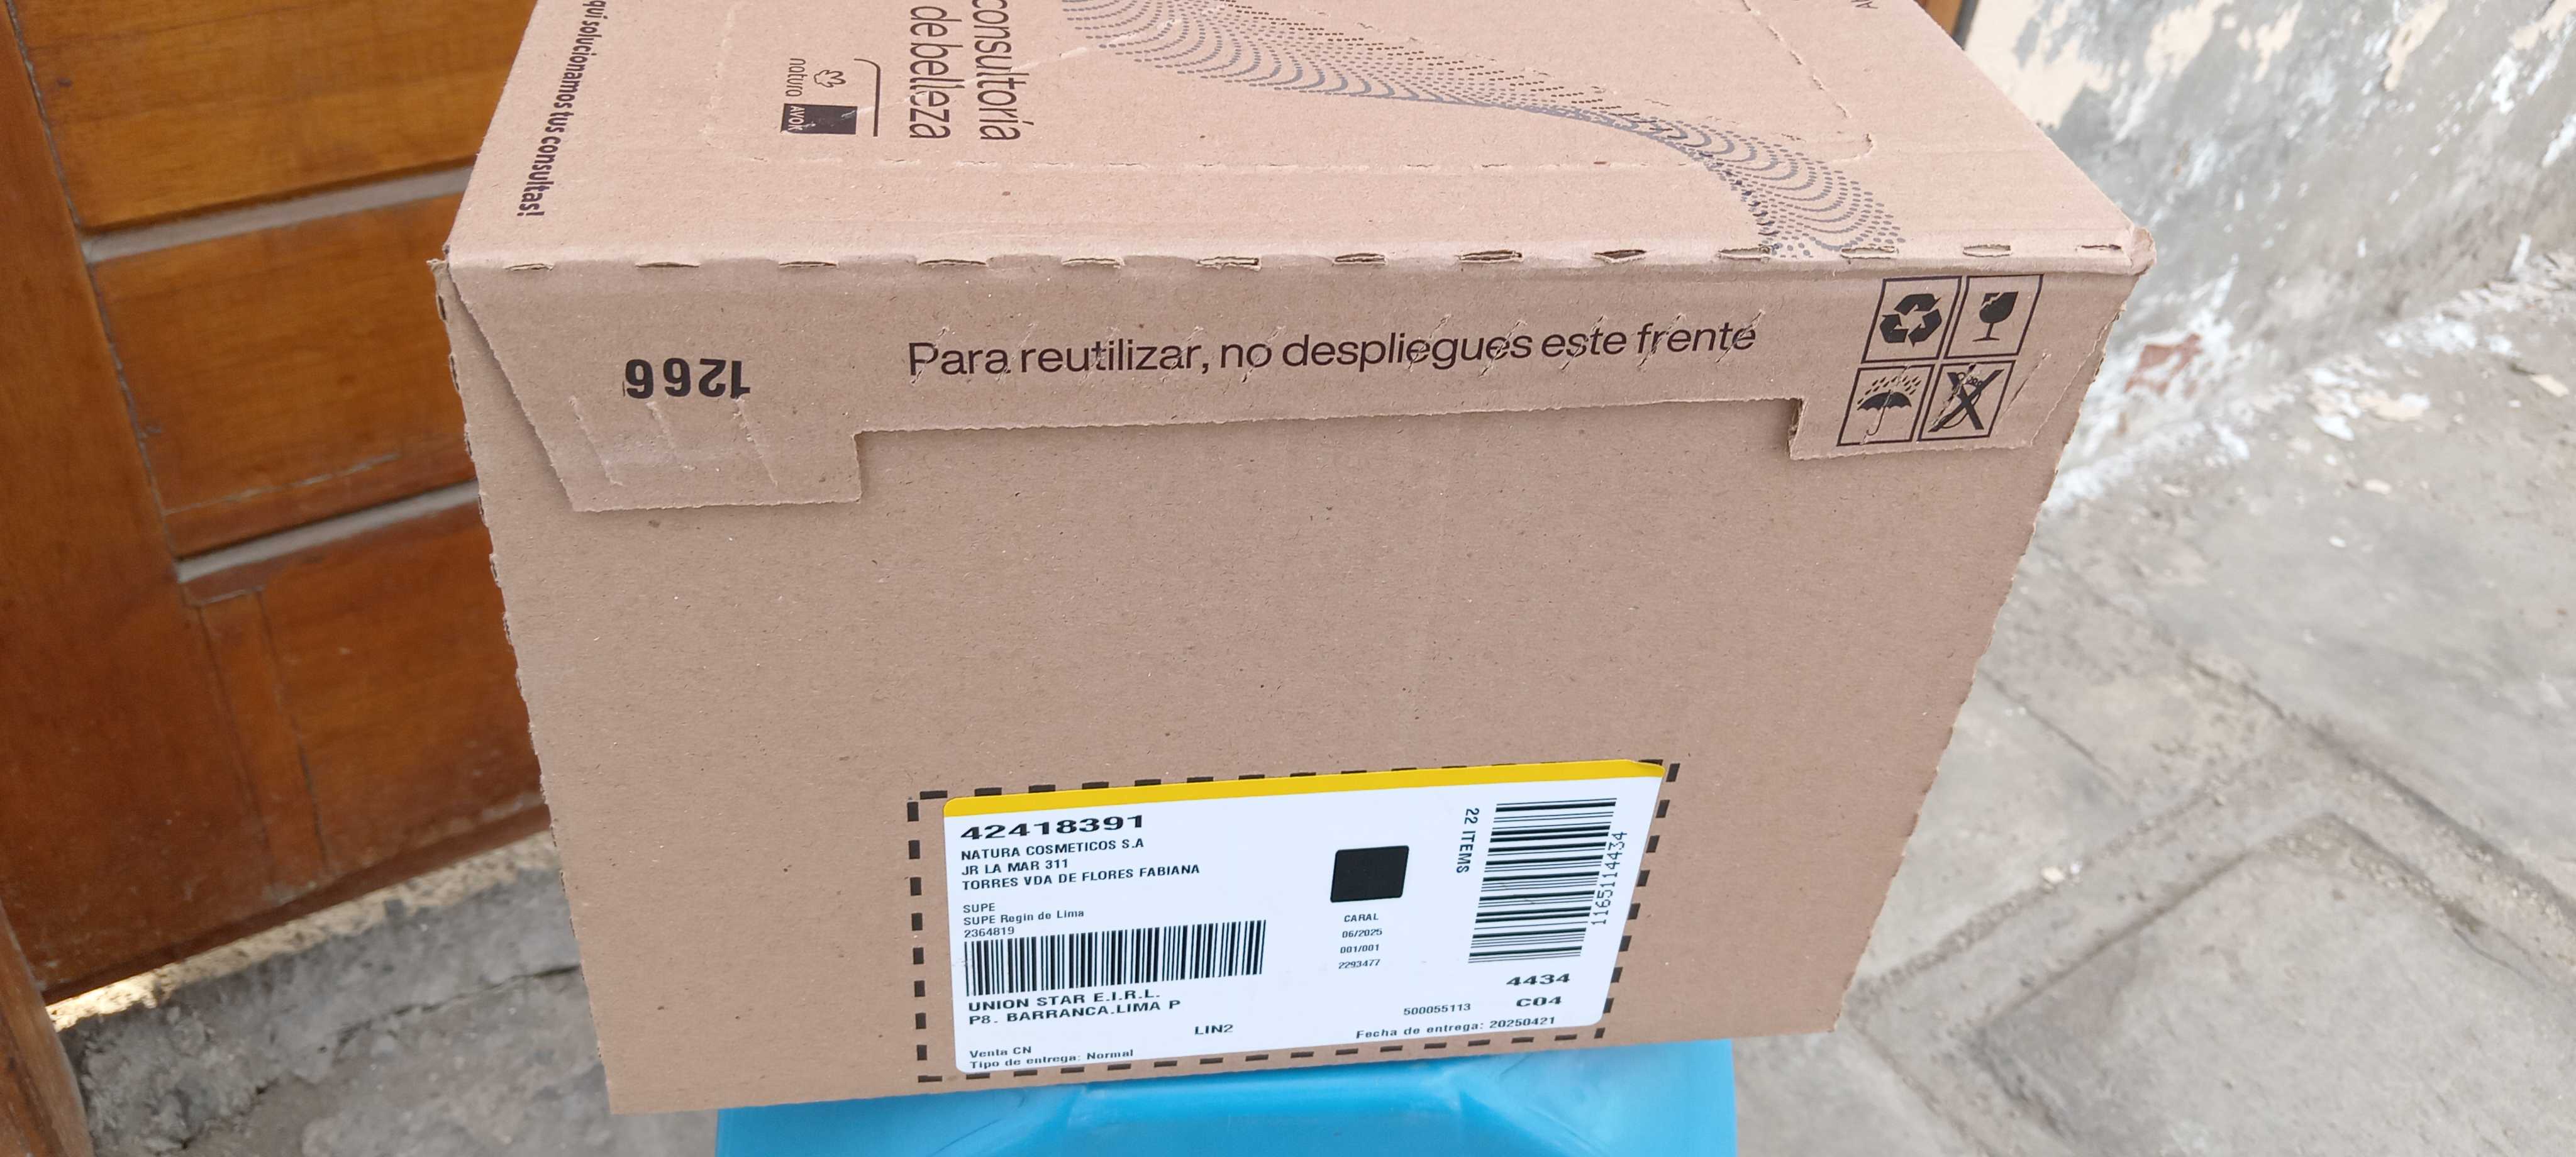 aquí solucionamos tus consultas!
natura
AVON
consultoría
de belleza
1266
Para reutilizar, no despliegues este frente
42418391
NATURA COSMETICOS S.A
JR LA MAR 311
TORRES VDA DE FLORES FABIANA
SUPE
SUPE Regin de Lima
2364819
UNION STAR E.I.R.L.
P8. BARRANCA.LIMA P
LIN2
Venta CN
Tipo de entrega: Normal
CARAL
06/2025
001/001
2293477
22 ITEMS
11651144​34
4434
C04
500055113
Fecha de entrega: 20250421